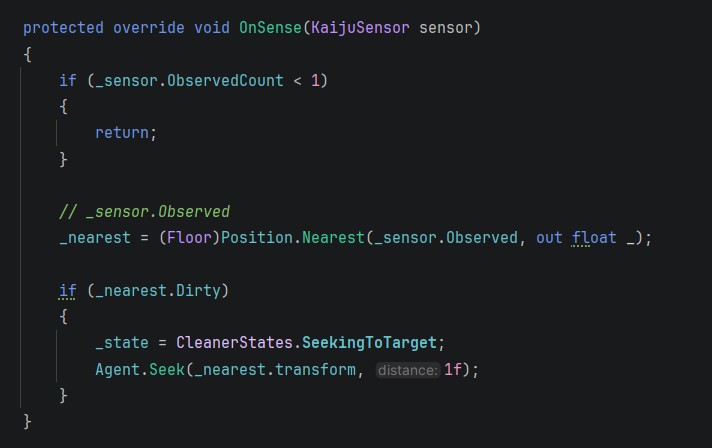 protected override void OnSense(KaijuSensor sensor)
{
    if (_sensor.ObservedCount < 1)
    {
        return;
    }

    // _sensor.Observed
    _nearest = (Floor)Position.Nearest(_sensor.Observed, out float _);

    if (_nearest.Dirty)
    {
        _state = CleanerStates.SeekingToTarget;
        Agent.Seek(_nearest.transform, distance: 1f);
    }
}